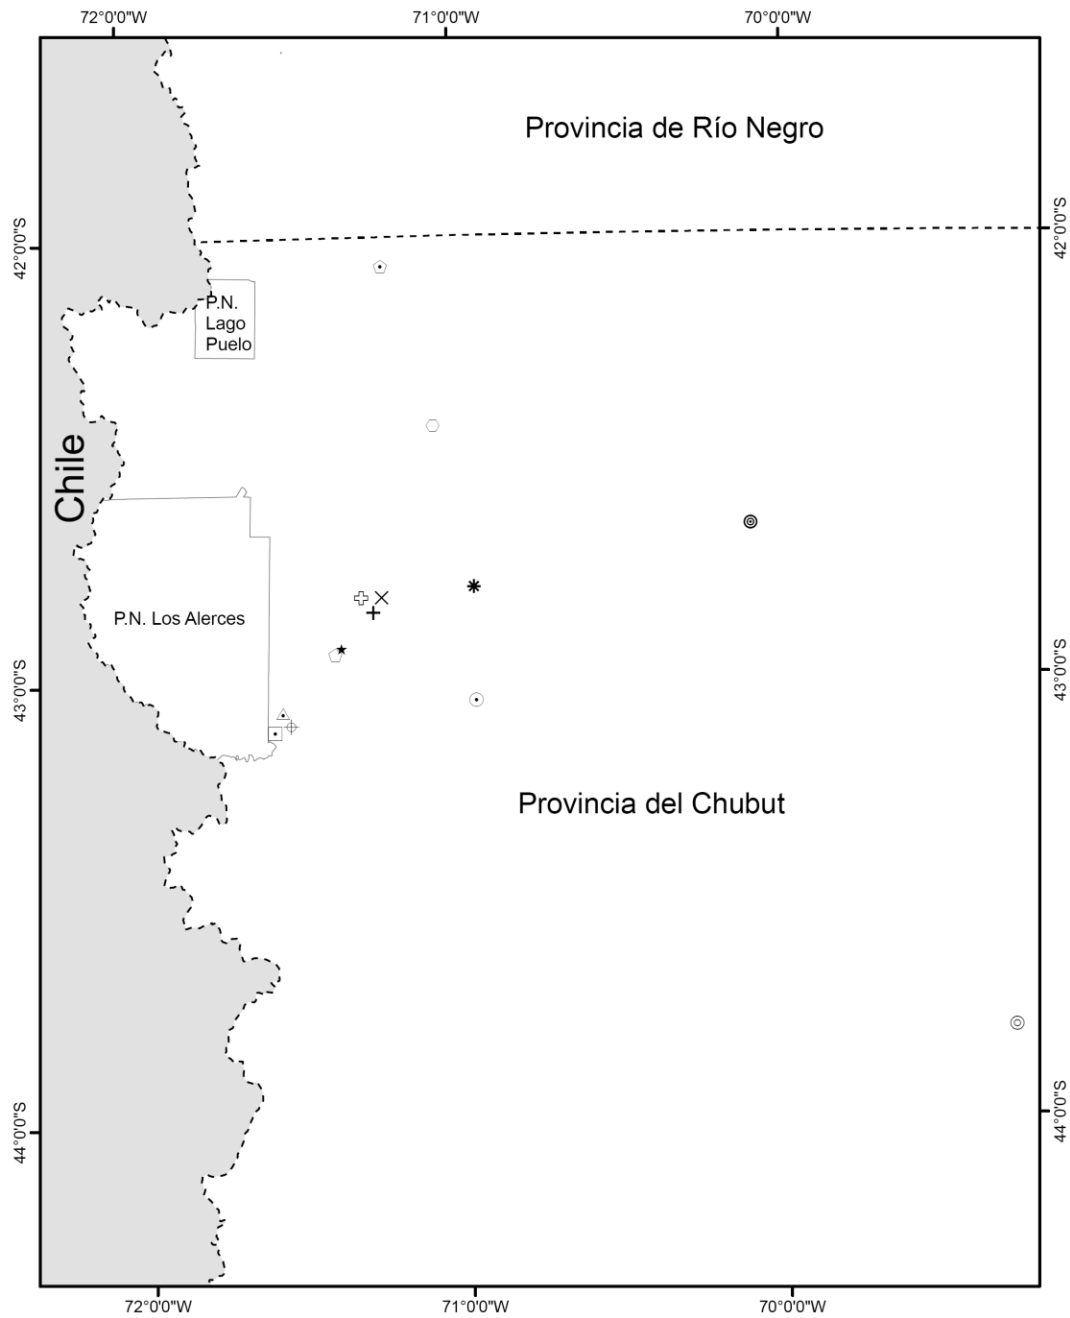 72°0'0"W
71°0'0"W
70°0'0"W
Provincia de Río Negro
42°0'0"S
42°0'0"S
P.N.
Lago
Puelo
Chile
P.N. Los Alerces
43°0'0"S
43°0'0"S
Provincia del Chubut
44°0'0"S
44°0'0"S
72°0'0"W
71°0'0"W
70°0'0"W